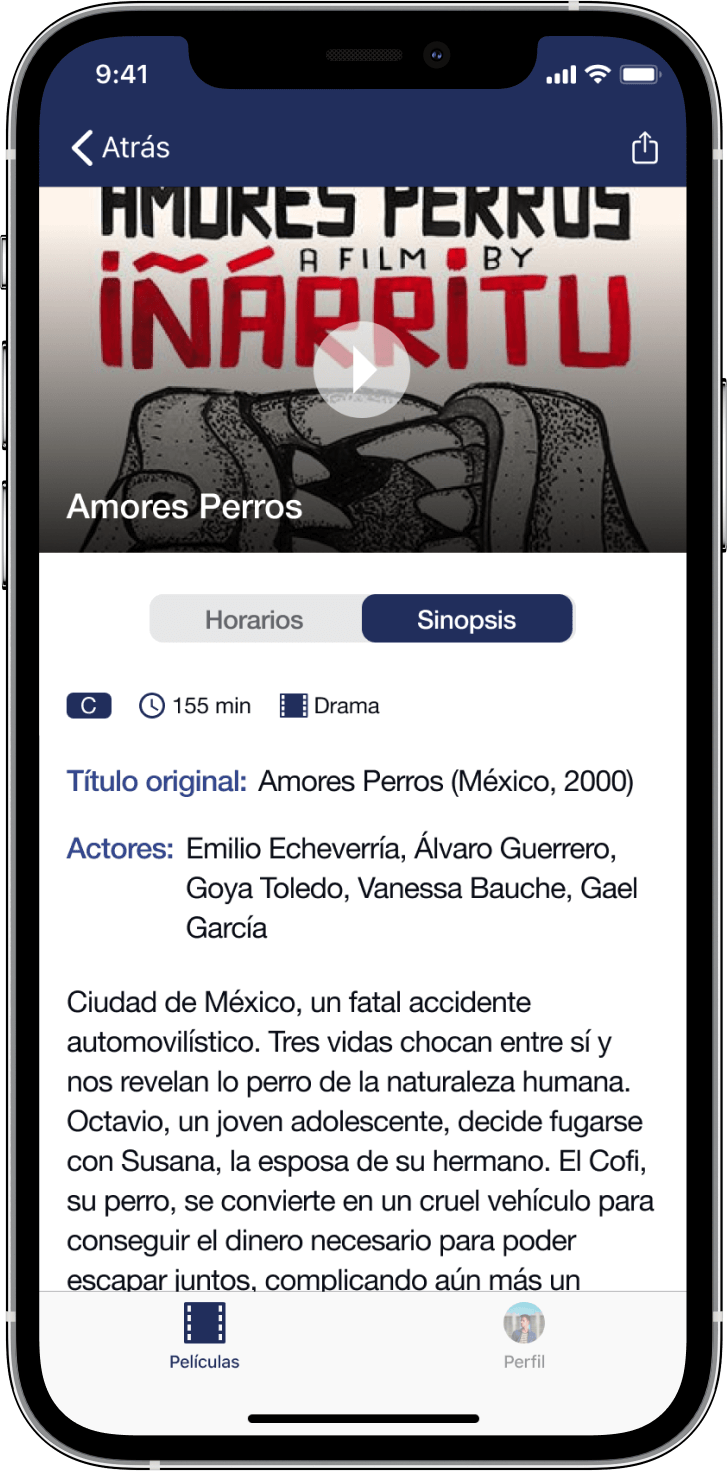 9:41
Atrás
AMORES PERROS
A FILM BY
IÑÁRRITU
Amores Perros
Horarios
Sinopsis
C
155 min
Drama
Título original: Amores Perros (México, 2000)
Actores: Emilio Echeverría, Álvaro Guerrero,
Goya Toledo, Vanessa Bauche, Gael
García
Ciudad de México, un fatal accidente
automovilístico. Tres vidas chocan entre sí y
nos revelan lo perro de la naturaleza humana.
Octavio, un joven adolescente, decide fugarse
con Susana, la esposa de su hermano. El Cofi,
su perro, se convierte en un cruel vehículo para
conseguir el dinero necesario para poder
escapar juntos, complicando aún más un
Películas
Perfil